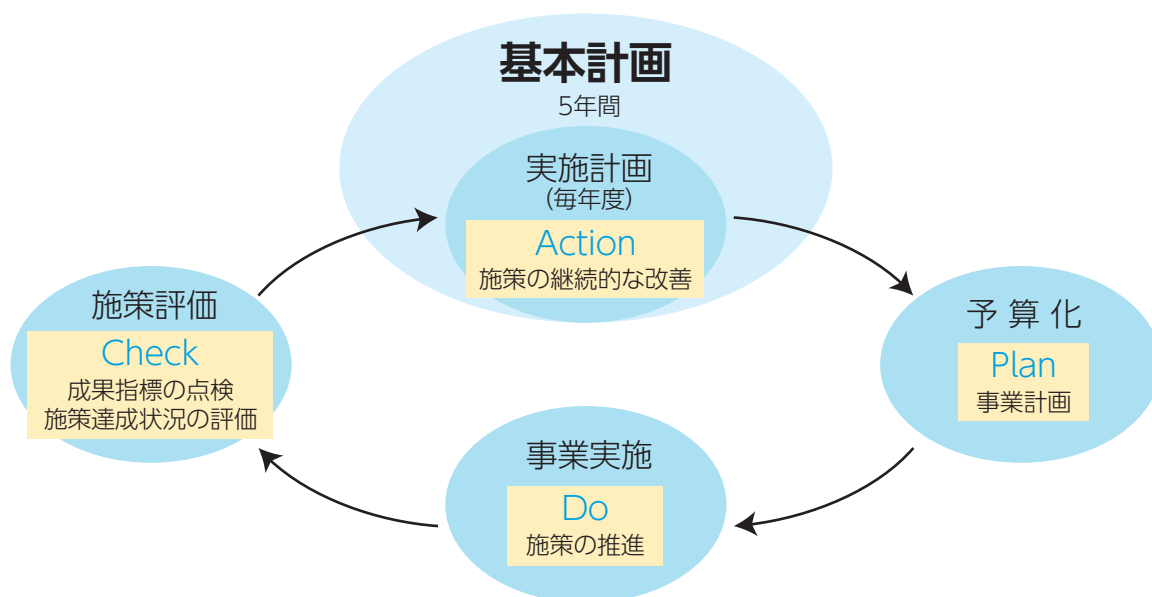 基本計画
5年間
実施計画
(毎年度)
Action
施策の継続的な改善
施策評価
Check
成果指標の点検
施策達成状況の評価
予 算 化
Plan
事業計画
事業実施
Do
施策の推進